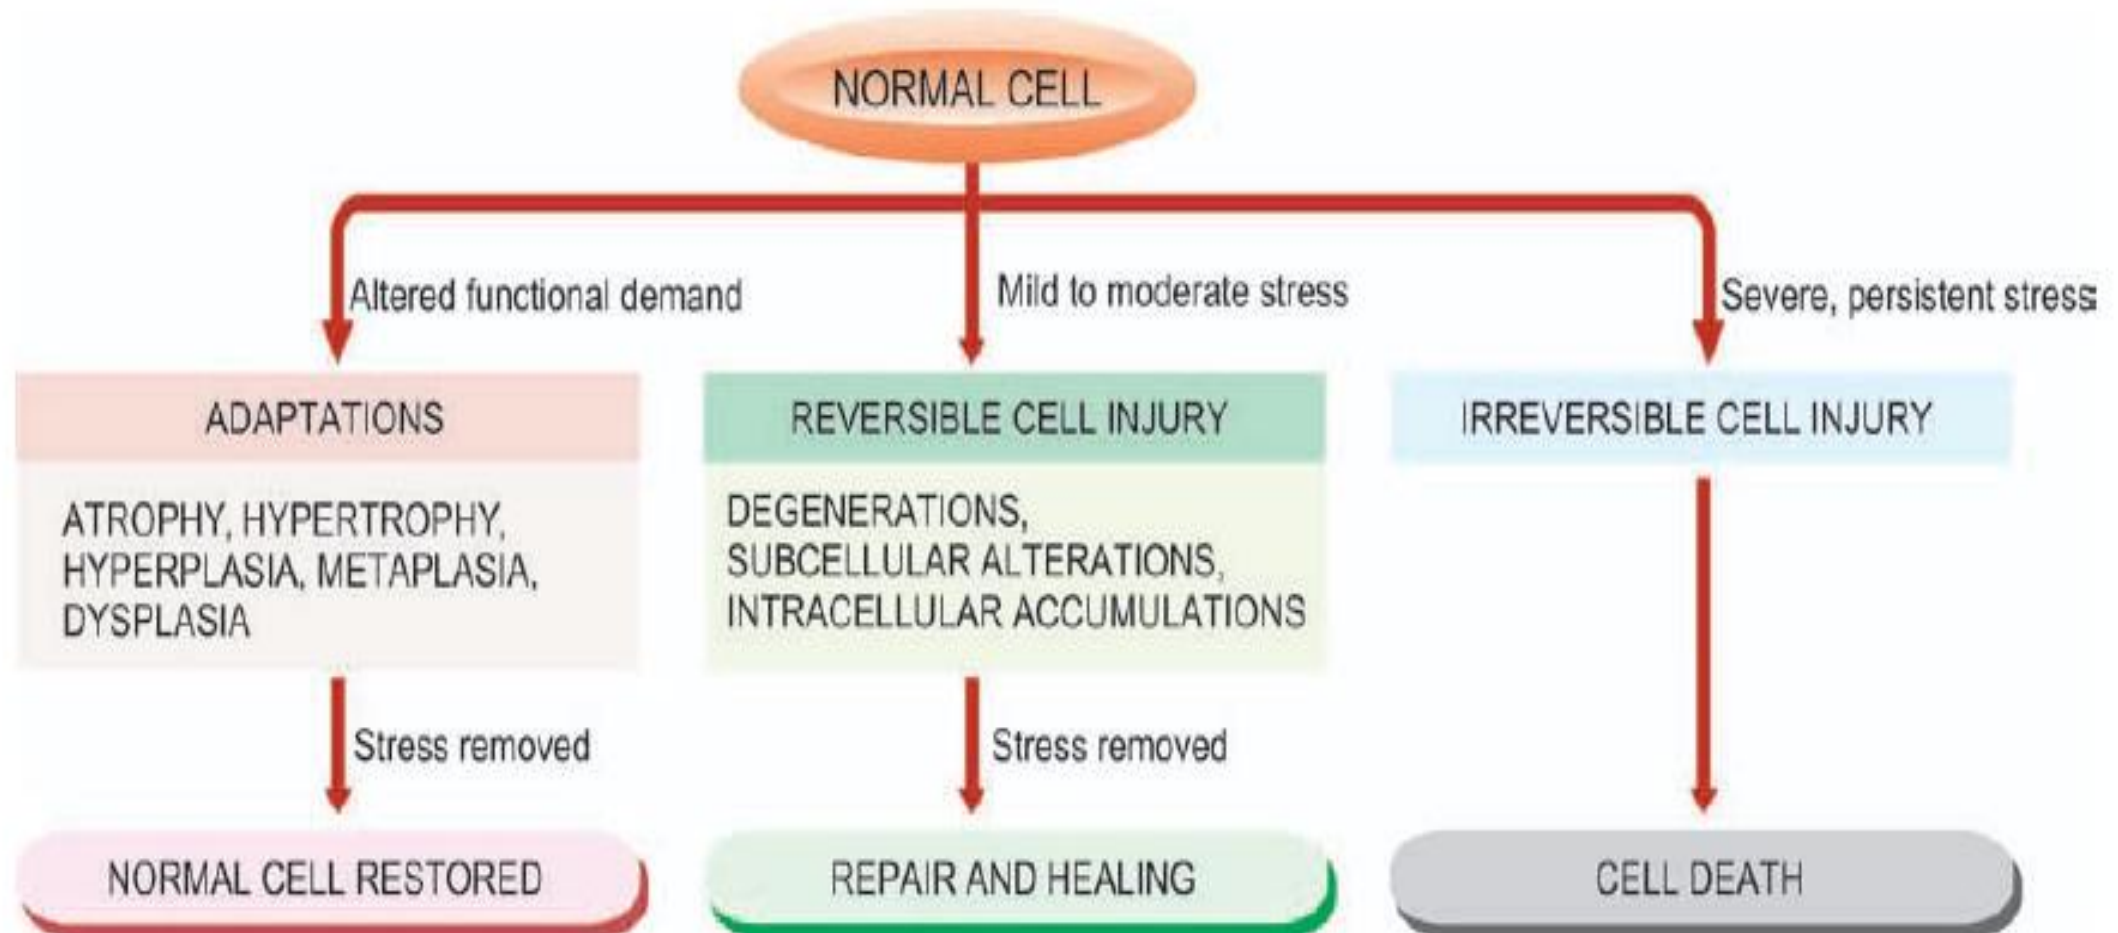 NORMAL CELL
Altered functional demand
Mild to moderate stress
Severe, persistent stress
ADAPTATIONS
ATROPHY, HYPERTROPHY,
HYPERPLASIA, METAPLASIA,
DYSPLASIA
REVERSIBLE CELL INJURY
DEGENERATIONS,
SUBCELLULAR ALTERATIONS,
INTRACELLULAR ACCUMULATIONS
IRREVERSIBLE CELL INJURY
Stress removed
Stress removed
NORMAL CELL RESTORED
REPAIR AND HEALING
CELL DEATH